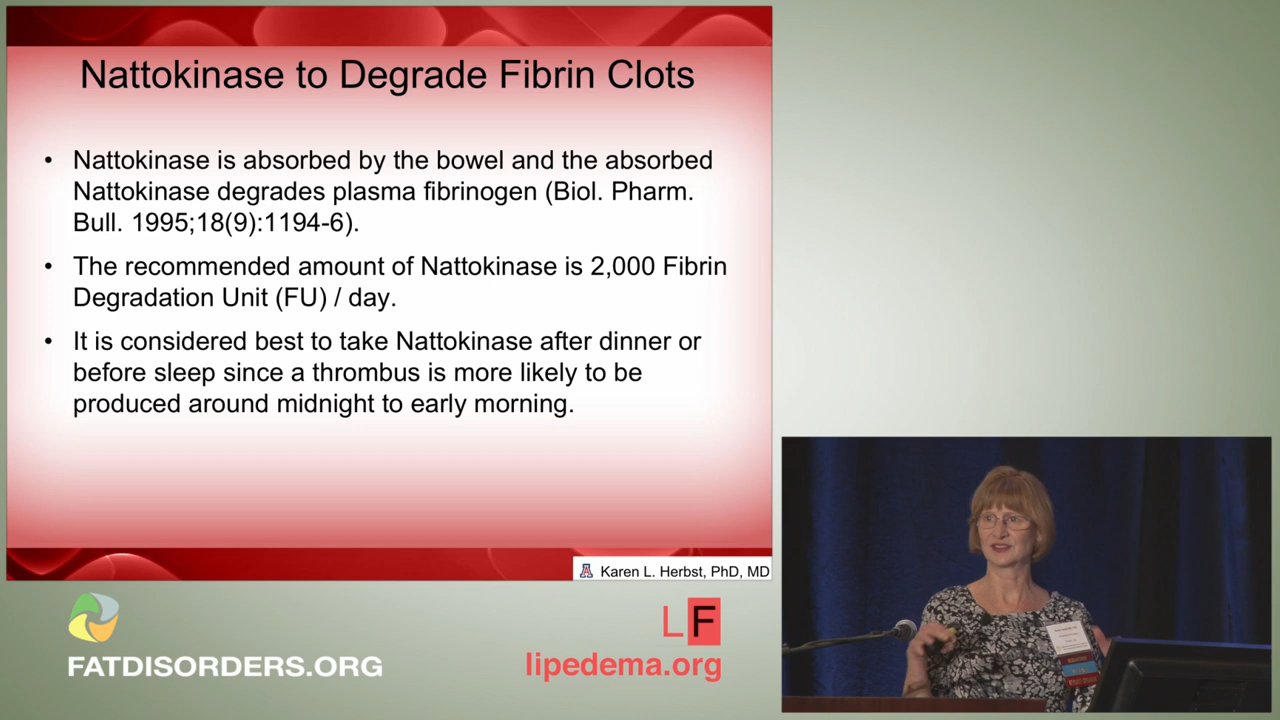 Nattokinase to Degrade Fibrin Clots
• Nattokinase is absorbed by the bowel and the absorbed
Nattokinase degrades plasma fibrinogen (Biol. Pharm.
Bull. 1995;18(9):1194-6).
• The recommended amount of Nattokinase is 2,000 Fibrin
Degradation Unit (FU) / day.
• It is considered best to take Nattokinase after dinner or
before sleep since a thrombus is more likely to be
produced around midnight to early morning.
A Karen L. Herbst, PhD, MD
FATDISORDERS.ORG
LF
lipedema.org